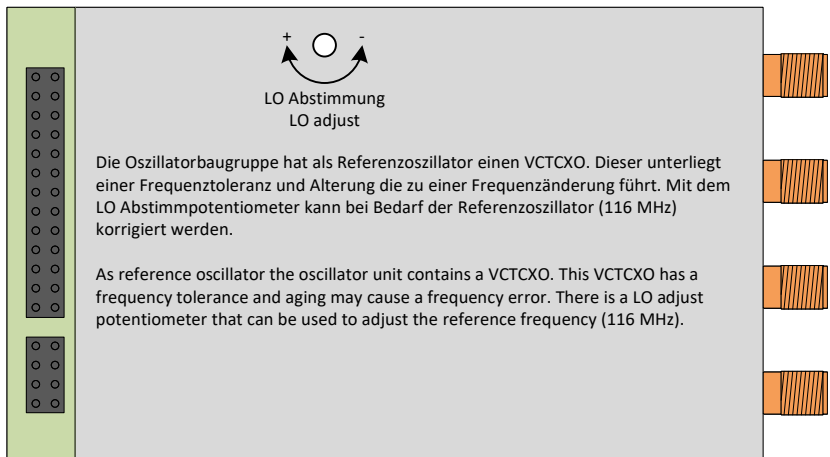 + -
LO Abstimmung
LO adjust
Die Oszillatorbaugruppe hat als Referenzoszillator einen VCTCXO. Dieser unterliegt
einer Frequenztoleranz und Alterung die zu einer Frequenzänderung führt. Mit dem
LO Abstimmpotentiometer kann bei Bedarf der Referenzoszillator (116 MHz)
korrigiert werden.
As reference oscillator the oscillator unit contains a VCTCXO. This VCTCXO has a
frequency tolerance and aging may cause a frequency error. There is a LO adjust
potentiometer that can be used to adjust the reference frequency (116 MHz).